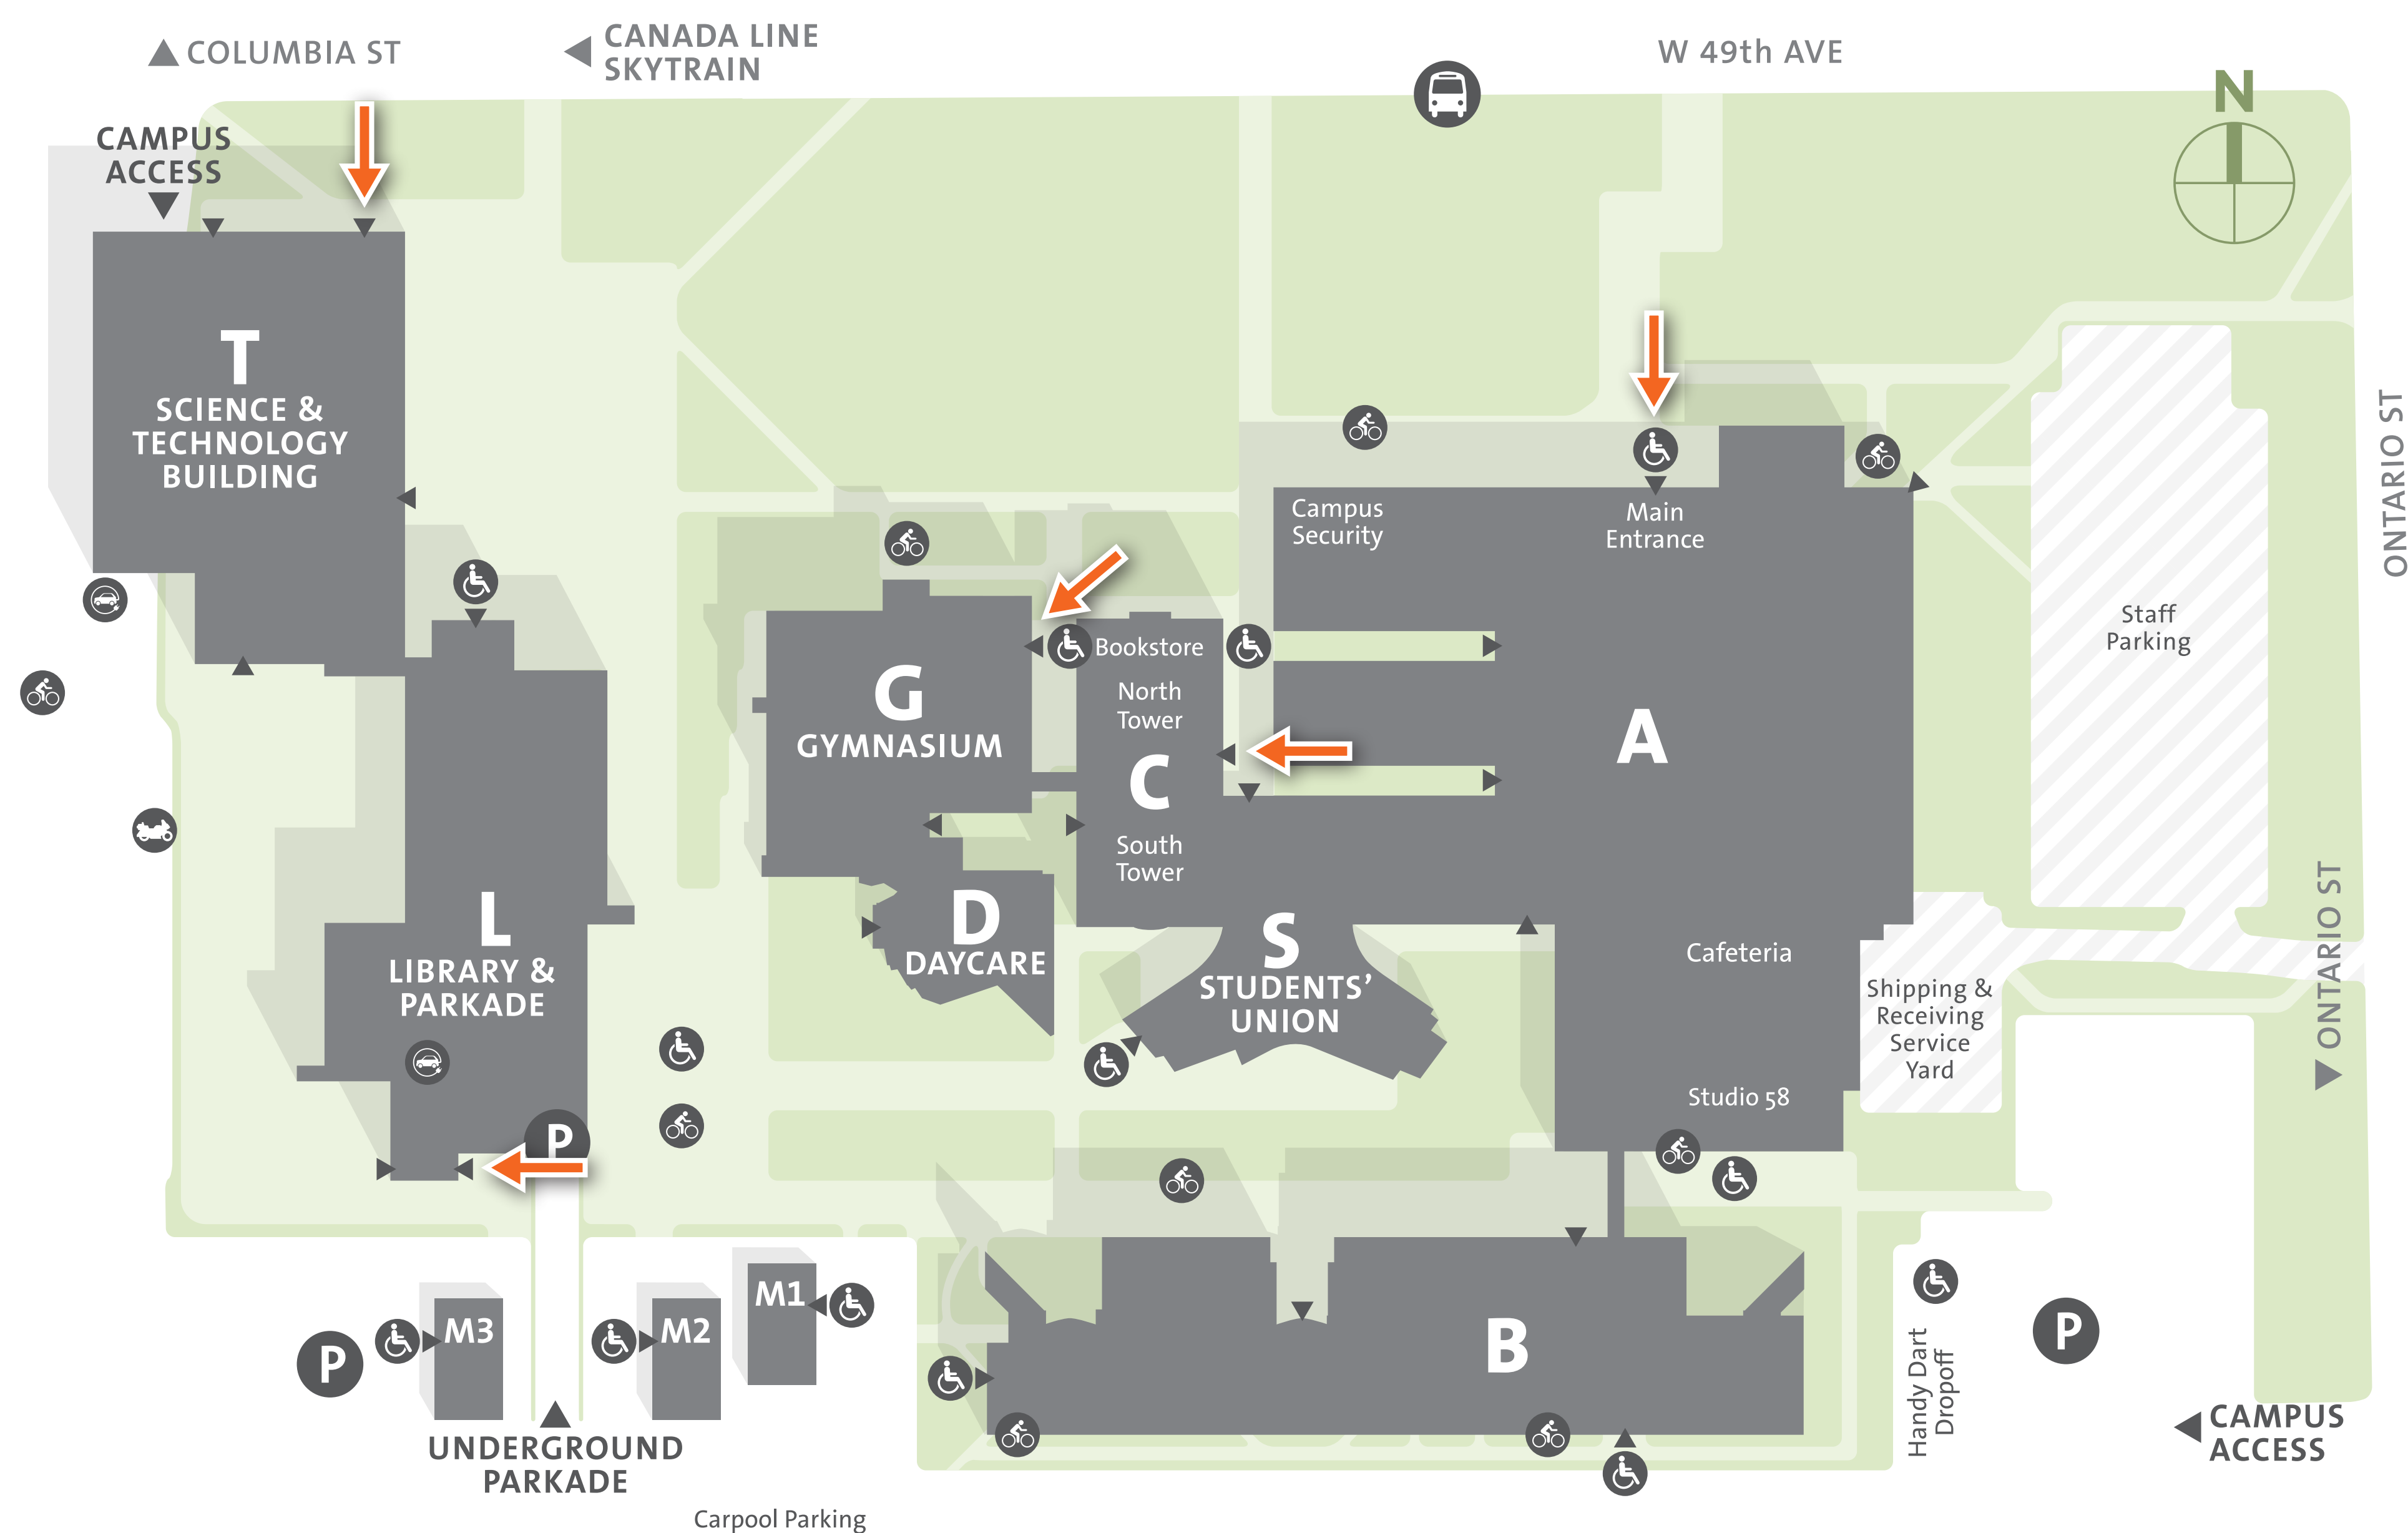 COLUMBIA ST
CANADA LINE
SKYTRAIN
W 49th AVE
N
CAMPUS
ACCESS
T
SCIENCE &
TECHNOLOGY
BUILDING
ONTARIO ST
Campus
Security
Main
Entrance
Staff
Parking
Bookstore
North
Tower
G
GYMNASIUM
C
A
South
Tower
L
LIBRARY &
PARKADE
D
DAYCARE
S
STUDENTS’
UNION
Cafeteria
Shipping &
Receiving
Service
Yard
ONTARIO ST
Studio 58
P
M1
M2
M3
P
B
Handy Dart
Dropoff
P
CAMPUS
ACCESS
UNDERGROUND
PARKADE
Carpool Parking